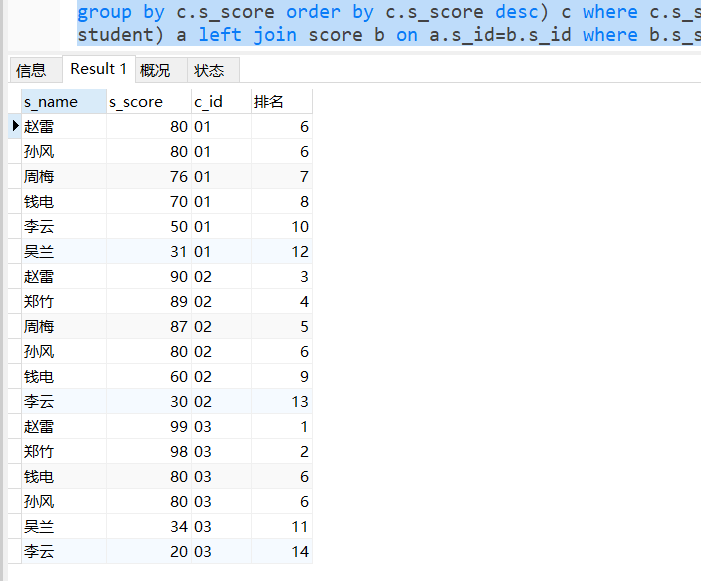 group by c.s_score order by c.s_score desc) c where c.s_s
student) a left join score b on a.s_id=b.s_id where b.s_s
信息 Result 1 概况 状态
s_name s_score c_id 排名
赵雷 80 01 6
孙风 80 01 6
周梅 76 01 7
钱电 70 01 8
李云 50 01 10
吴兰 31 01 12
赵雷 90 02 3
郑竹 89 02 4
周梅 87 02 5
孙风 80 02 6
钱电 60 02 9
李云 30 02 13
赵雷 99 03 1
郑竹 98 03 2
钱电 80 03 6
孙风 80 03 6
吴兰 34 03 11
李云 20 03 14